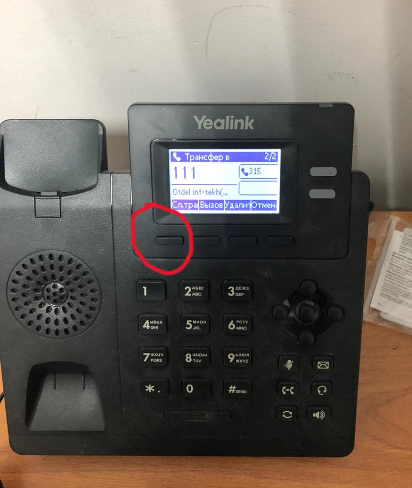 Yealink
Трансфер в 2/2
111
315
Otdel inf-tekh(...
Сп.тра Вызов Удалит Отмен
1
2 АБВГ ABC
3 ДЕЖЗ DEF
4 ИЙКЛ GHI
5 МНОП JKL
6 РСТУ MNO
7 ФХЦЧ PQRS
8 ШЩЪЫ TUV
9 ЬЭЮЯ WXYZ
*.
0
#SEND